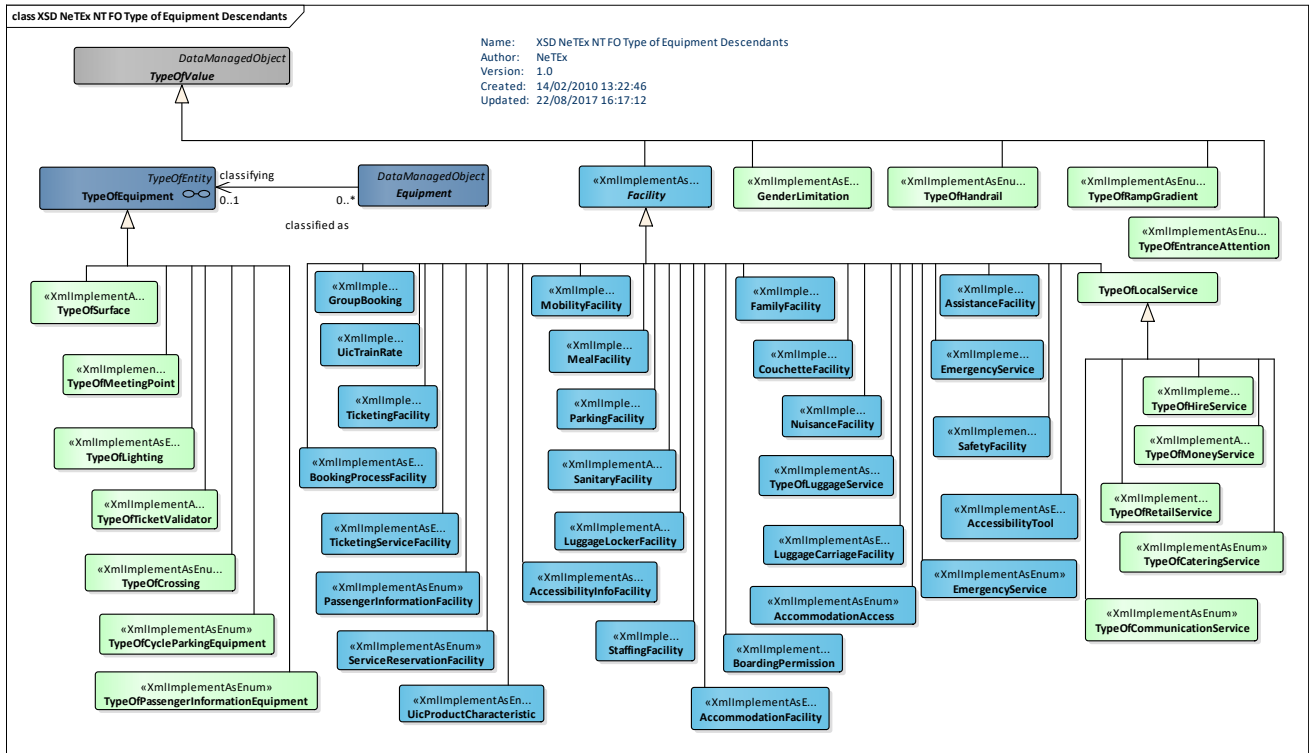 class XSD NeTEx NT FO Type of Equipment Descendants
Name: XSD NeTEx NT FO Type of Equipment Descendants
Author: NeTEx
Version: 1.0
Created: 14/02/2010 13:22:46
Updated: 22/08/2017 16:17:12
DataManagedObject
TypeOfValue
TypeOfEntity
TypeOfEquipment
classifying
0..1
0..*
classified as
DataManagedObject
Equipment
«XmlImplementAs...
Facility
«XmlImplementAsE...
GenderLimitation
«XmlImplementAsEnu...
TypeOfHandrail
«XmlImplementAsEnu...
TypeOfRampGradient
«XmlImplementAsEnu...
TypeOfEntranceAttention
«XmlImplementA...
TypeOfSurface
«XmlImplemen...
TypeOfMeetingPoint
«XmlImplementAsE...
TypeOfLighting
«XmlImplementA...
TypeOfTicketValidator
«XmlImplementAsEnu...
TypeOfCrossing
«XmlImplementAsEnum»
TypeOfCycleParkingEquipment
«XmlImplementAsEnum»
TypeOfPassengerInformationEquipment
«XmlImple...
GroupBooking
«XmlImple...
UicTrainRate
«XmlImple...
TicketingFacility
«XmlImplementAsE...
BookingProcessFacility
«XmlImplementAsE...
TicketingServiceFacility
«XmlImplementAsEnum»
PassengerInformationFacility
«XmlImplementAsEnum»
ServiceReservationFacility
«XmlImplementAsEn...
UicProductCharacteristic
«XmlImple...
MobilityFacility
«XmlImple...
MealFacility
«XmlImple...
ParkingFacility
«XmlImplementA...
SanitaryFacility
«XmlImplementA...
LuggageLockerFacility
«XmlImplementAs...
AccessibilityInfoFacility
«XmlImple...
StaffingFacility
«XmlImplementAsEn...
AccommodationFacility
«XmlImple...
FamilyFacility
«XmlImple...
CouchetteFacility
«XmlImple...
NuisanceFacility
«XmlImplementAs...
TypeOfLuggageService
«XmlImplementAsE...
LuggageCarriageFacility
«XmlImplementAsEnum»
AccommodationAccess
«XmlImplement...
BoardingPermission
«XmlImple...
AssistanceFacility
«XmlImpleme...
EmergencyService
«XmlImplemen...
SafetyFacility
«XmlImplementAsE...
AccessibilityTool
«XmlImplementAsEnum»
EmergencyService
TypeOfLocalService
«XmlImpleme...
TypeOfHireService
«XmlImplementA...
TypeOfMoneyService
«XmlImplement...
TypeOfRetailService
«XmlImplementAsEnum»
TypeOfCateringService
«XmlImplementAsEnum»
TypeOfCommunicationService